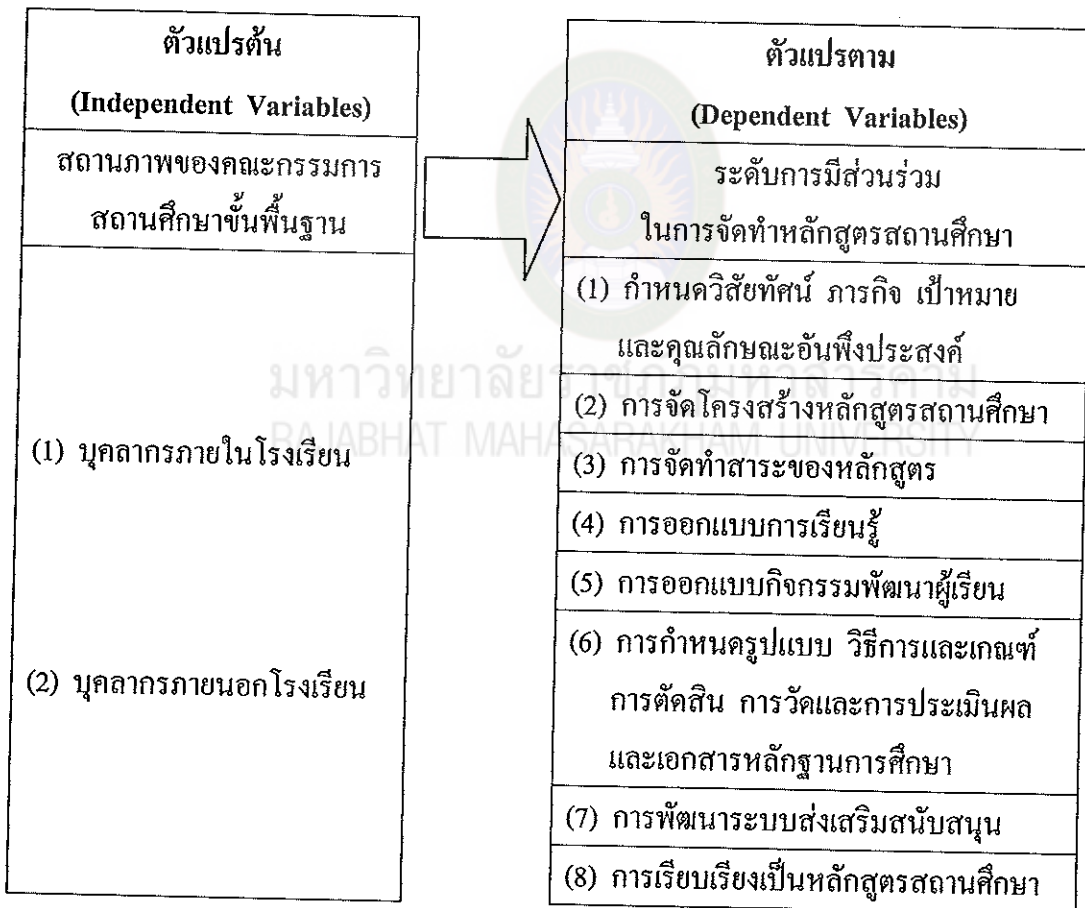 ตัวแปรต้น
(Independent Variables)
สถานภาพของคณะกรรมการ
สถานศึกษาขั้นพื้นฐาน
(1) บุคลากรภายในโรงเรียน
(2) บุคลากรภายนอกโรงเรียน
ตัวแปรตาม
(Dependent Variables)
ระดับการมีส่วนร่วม
ในการจัดทำหลักสูตรสถานศึกษา
(1) กำหนดวิสัยทัศน์ ภารกิจ เป้าหมาย
และคุณลักษณะอันพึงประสงค์
(2) การจัดโครงสร้างหลักสูตรสถานศึกษา
(3) การจัดทำสาระของหลักสูตร
(4) การออกแบบการเรียนรู้
(5) การออกแบบกิจกรรมพัฒนาผู้เรียน
(6) การกำหนดรูปแบบ วิธีการและเกณฑ์
การตัดสิน การวัดและการประเมินผล
และเอกสารหลักฐานการศึกษา
(7) การพัฒนาระบบส่งเสริมสนับสนุน
(8) การเรียบเรียงเป็นหลักสูตรสถานศึกษา
มหาวิทยาลัยราชภัฏมหาสารคาม
RAJABHAT MAHASARAKHAM UNIVERSITY